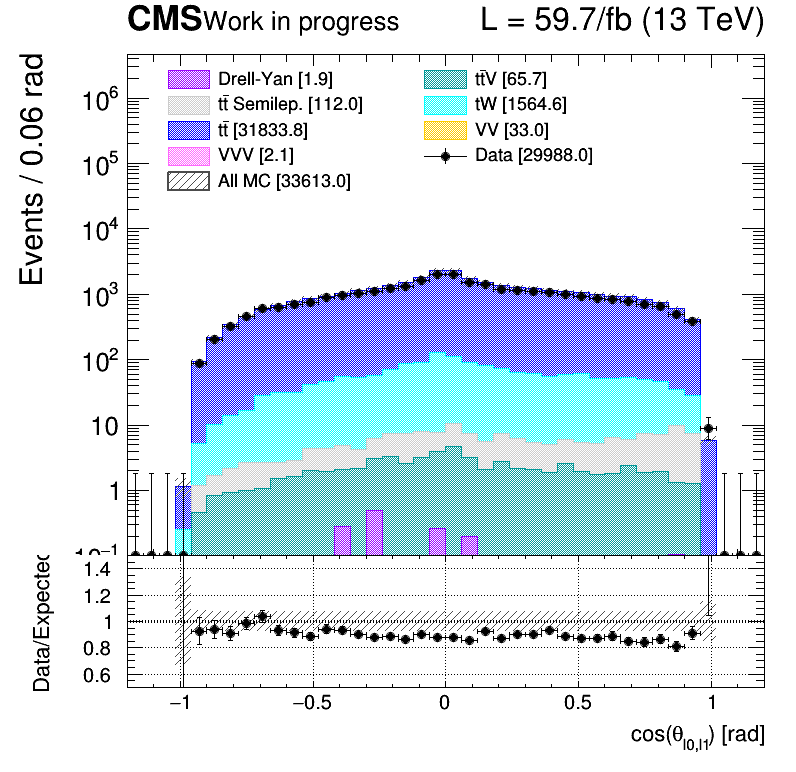 CMS Work in progress L = 59.7/fb (13 TeV)
Events / 0.06 rad
Drell-Yan [1.9] tt̄V [65.7]
tt̄ Semilep. [112.0] tW [1564.6]
tt̄ [31833.8] VV [33.0]
VVV [2.1] Data [29988.0]
All MC [33613.0]
10⁶
10⁵
10⁴
10³
10²
10
1
10⁻¹
Data/Expected
1.4
1.2
1
0.8
0.6
−1 −0.5 0 0.5 1
cos(θ_l0,l1) [rad]